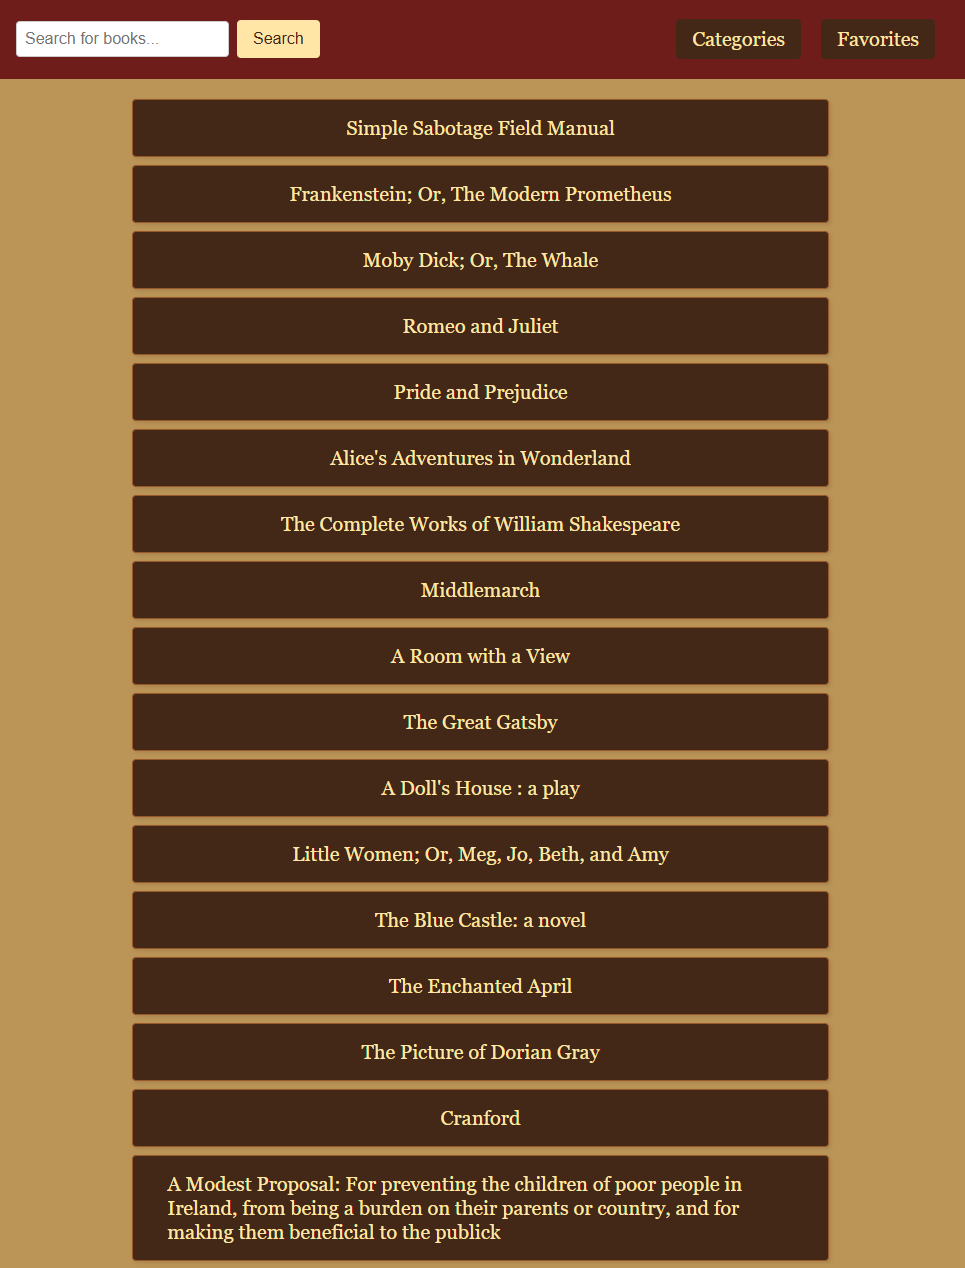 Search for books...
Search
Categories
Favorites
Simple Sabotage Field Manual
Frankenstein; Or, The Modern Prometheus
Moby Dick; Or, The Whale
Romeo and Juliet
Pride and Prejudice
Alice's Adventures in Wonderland
The Complete Works of William Shakespeare
Middlemarch
A Room with a View
The Great Gatsby
A Doll's House : a play
Little Women; Or, Meg, Jo, Beth, and Amy
The Blue Castle: a novel
The Enchanted April
The Picture of Dorian Gray
Cranford
A Modest Proposal: For preventing the children of poor people in
Ireland, from being a burden on their parents or country, and for
making them beneficial to the publick